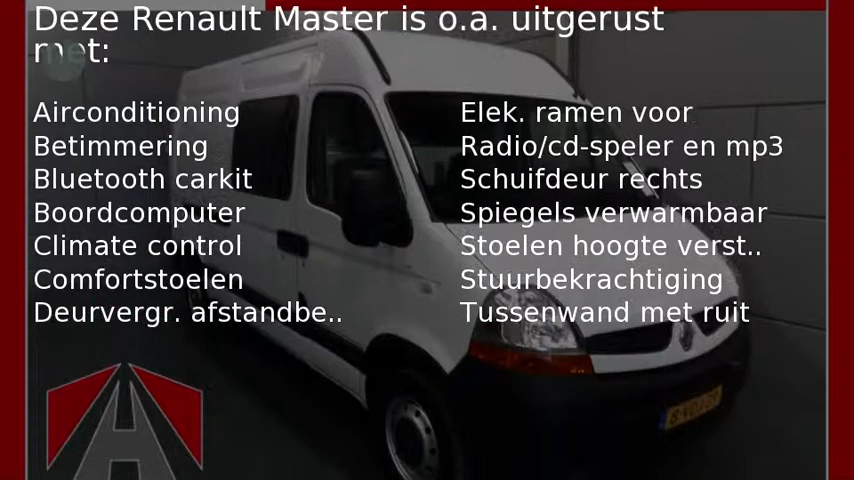 Deze Renault Master is o.a. uitgerust
met:
Airconditioning
Betimmering
Bluetooth carkit
Boordcomputer
Climate control
Comfortstoelen
Deurvergr. afstandbe..
Elek. ramen voor
Radio/cd-speler en mp3
Schuifdeur rechts
Spiegels verwarmbaar
Stoelen hoogte verst..
Stuurbekrachtiging
Tussenwand met ruit